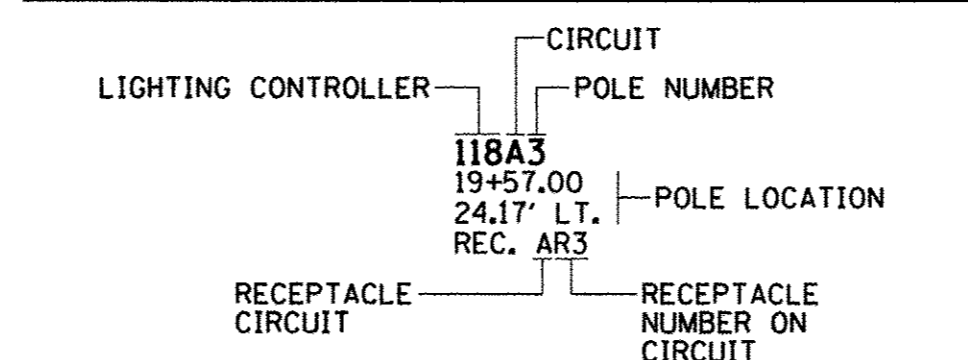 CIRCUIT
LIGHTING CONTROLLER
POLE NUMBER
118A3
19+57.00
24.17' LT.
POLE LOCATION
REC. AR3
RECEPTACLE
CIRCUIT
RECEPTACLE
NUMBER ON
CIRCUIT